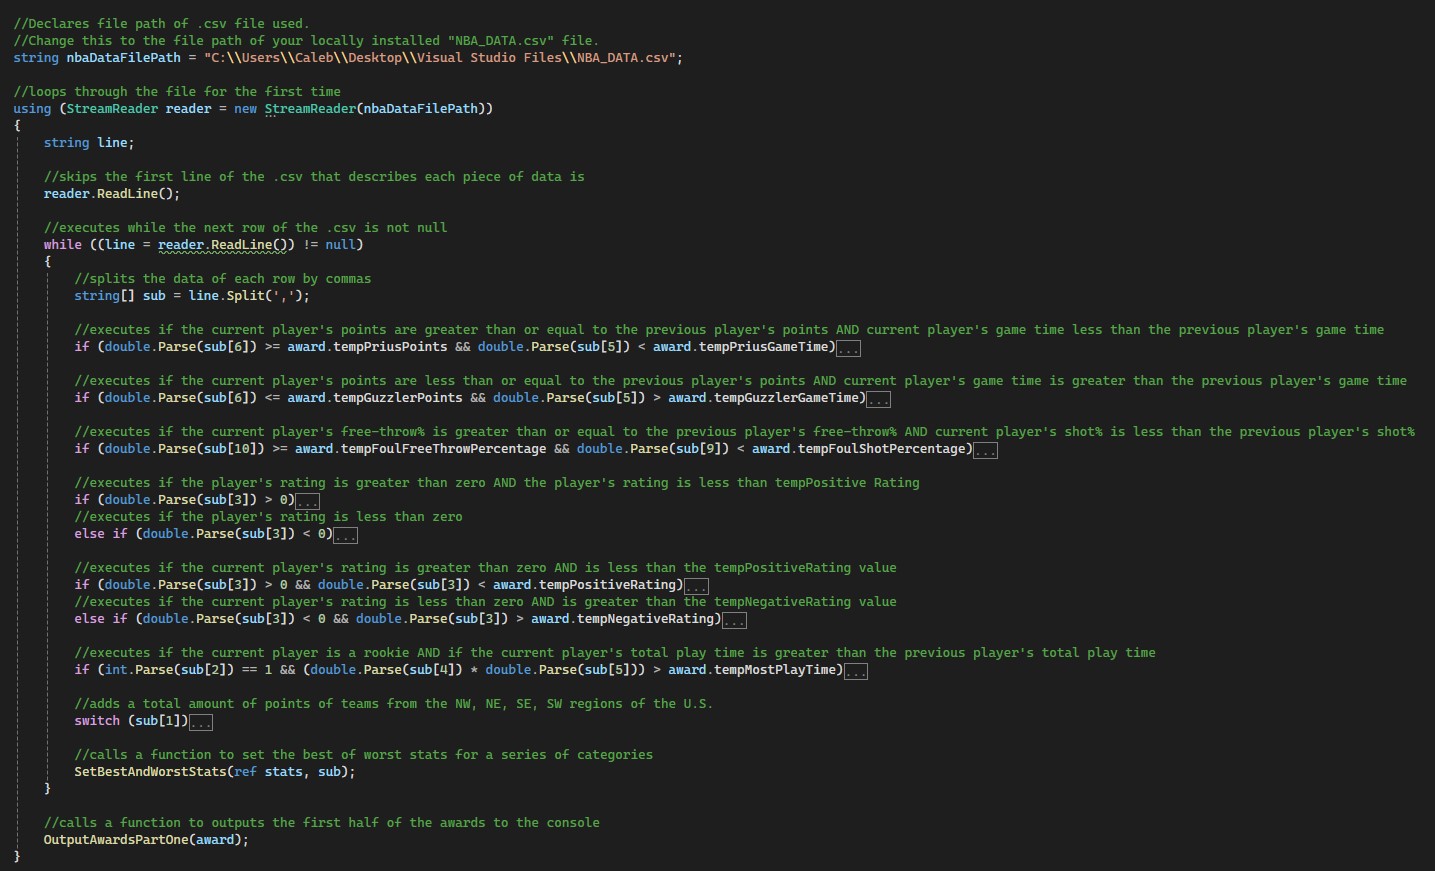 //Declares file path of .csv file used.
//Change this to the file path of your locally installed "NBA_DATA.csv" file.
string nbaDataFilePath = "C:\\Users\\Caleb\\Desktop\\Visual Studio Files\\NBA_DATA.csv";
//loops through the file for the first time
using (StreamReader reader = new StreamReader(nbaDataFilePath))
{
string line;
//skips the first line of the .csv that describes each piece of data is
reader.ReadLine();
//executes while the next row of the .csv is not null
while ((line = reader.ReadLine()) != null)
{
//splits the data of each row by commas
string[] sub = line.Split(',');
//executes if the current player's points are greater than or equal to the previous player's points AND current player's game time less than the previous player's game time
if (double.Parse(sub[6]) >= award.tempPriusPoints && double.Parse(sub[5]) < award.tempPriusGameTime)...
//executes if the current player's points are less than or equal to the previous player's points AND current player's game time is greater than the previous player's game time
if (double.Parse(sub[6]) <= award.tempGuzzlerPoints && double.Parse(sub[5]) > award.tempGuzzlerGameTime)...
//executes if the current player's free-throw% is greater than or equal to the previous player's free-throw% AND current player's shot% is less than the previous player's shot%
if (double.Parse(sub[10]) >= award.tempFoulFreeThrowPercentage && double.Parse(sub[9]) < award.tempFoulShotPercentage)...
//executes if the player's rating is greater than zero AND the player's rating is less than tempPositive Rating
if (double.Parse(sub[3]) > 0)...
//executes if the player's rating is less than zero
else if (double.Parse(sub[3]) < 0)...
//executes if the current player's rating is greater than zero AND is less than the tempPositiveRating value
if (double.Parse(sub[3]) > 0 && double.Parse(sub[3]) < award.tempPositiveRating)...
//executes if the current player's rating is less than zero AND is greater than the tempNegativeRating value
else if (double.Parse(sub[3]) < 0 && double.Parse(sub[3]) > award.tempNegativeRating)...
//executes if the current player is a rookie AND if the current player's total play time is greater than the previous player's total play time
if (int.Parse(sub[2]) == 1 && (double.Parse(sub[4]) * double.Parse(sub[5])) > award.tempMostPlayTime)...
//adds a total amount of points of teams from the NW, NE, SE, SW regions of the U.S.
switch (sub[1])...
//calls a function to set the best of worst stats for a series of categories
SetBestAndWorstStats(ref stats, sub);
}
//calls a function to outputs the first half of the awards to the console
OutputAwardsPartOne(award);
}